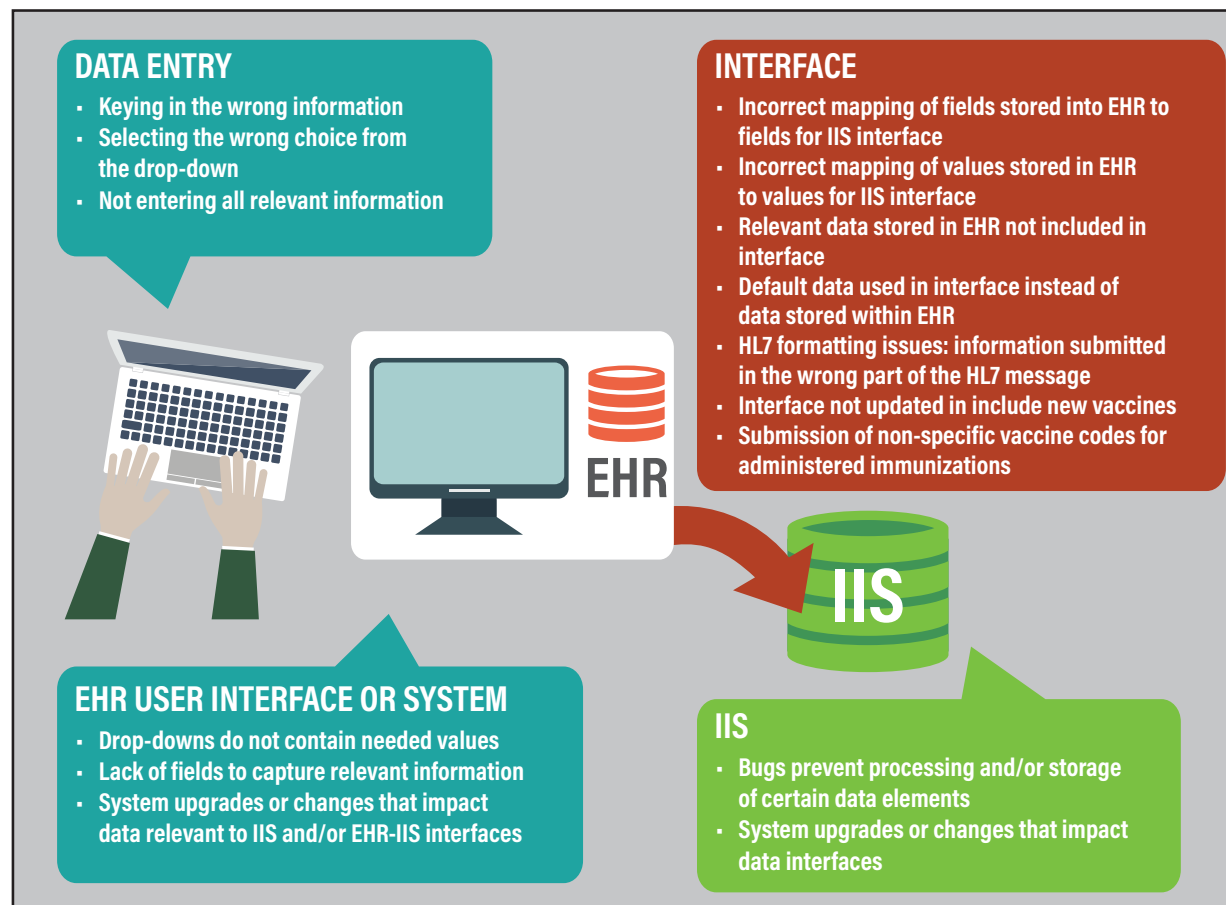 DATA ENTRY
▪ Keying in the wrong information
▪ Selecting the wrong choice from
the drop-down
▪ Not entering all relevant information
INTERFACE
▪ Incorrect mapping of fields stored into EHR to
fields for IIS interface
▪ Incorrect mapping of values stored in EHR
to values for IIS interface
▪ Relevant data stored in EHR not included in
interface
▪ Default data used in interface instead of
data stored within EHR
▪ HL7 formatting issues: information submitted
in the wrong part of the HL7 message
▪ Interface not updated in include new vaccines
▪ Submission of non-specific vaccine codes for
administered immunizations
EHR
IIS
EHR USER INTERFACE OR SYSTEM
▪ Drop-downs do not contain needed values
▪ Lack of fields to capture relevant information
▪ System upgrades or changes that impact
data relevant to IIS and/or EHR-IIS interfaces
IIS
▪ Bugs prevent processing and/or storage
of certain data elements
▪ System upgrades or changes that impact
data interfaces